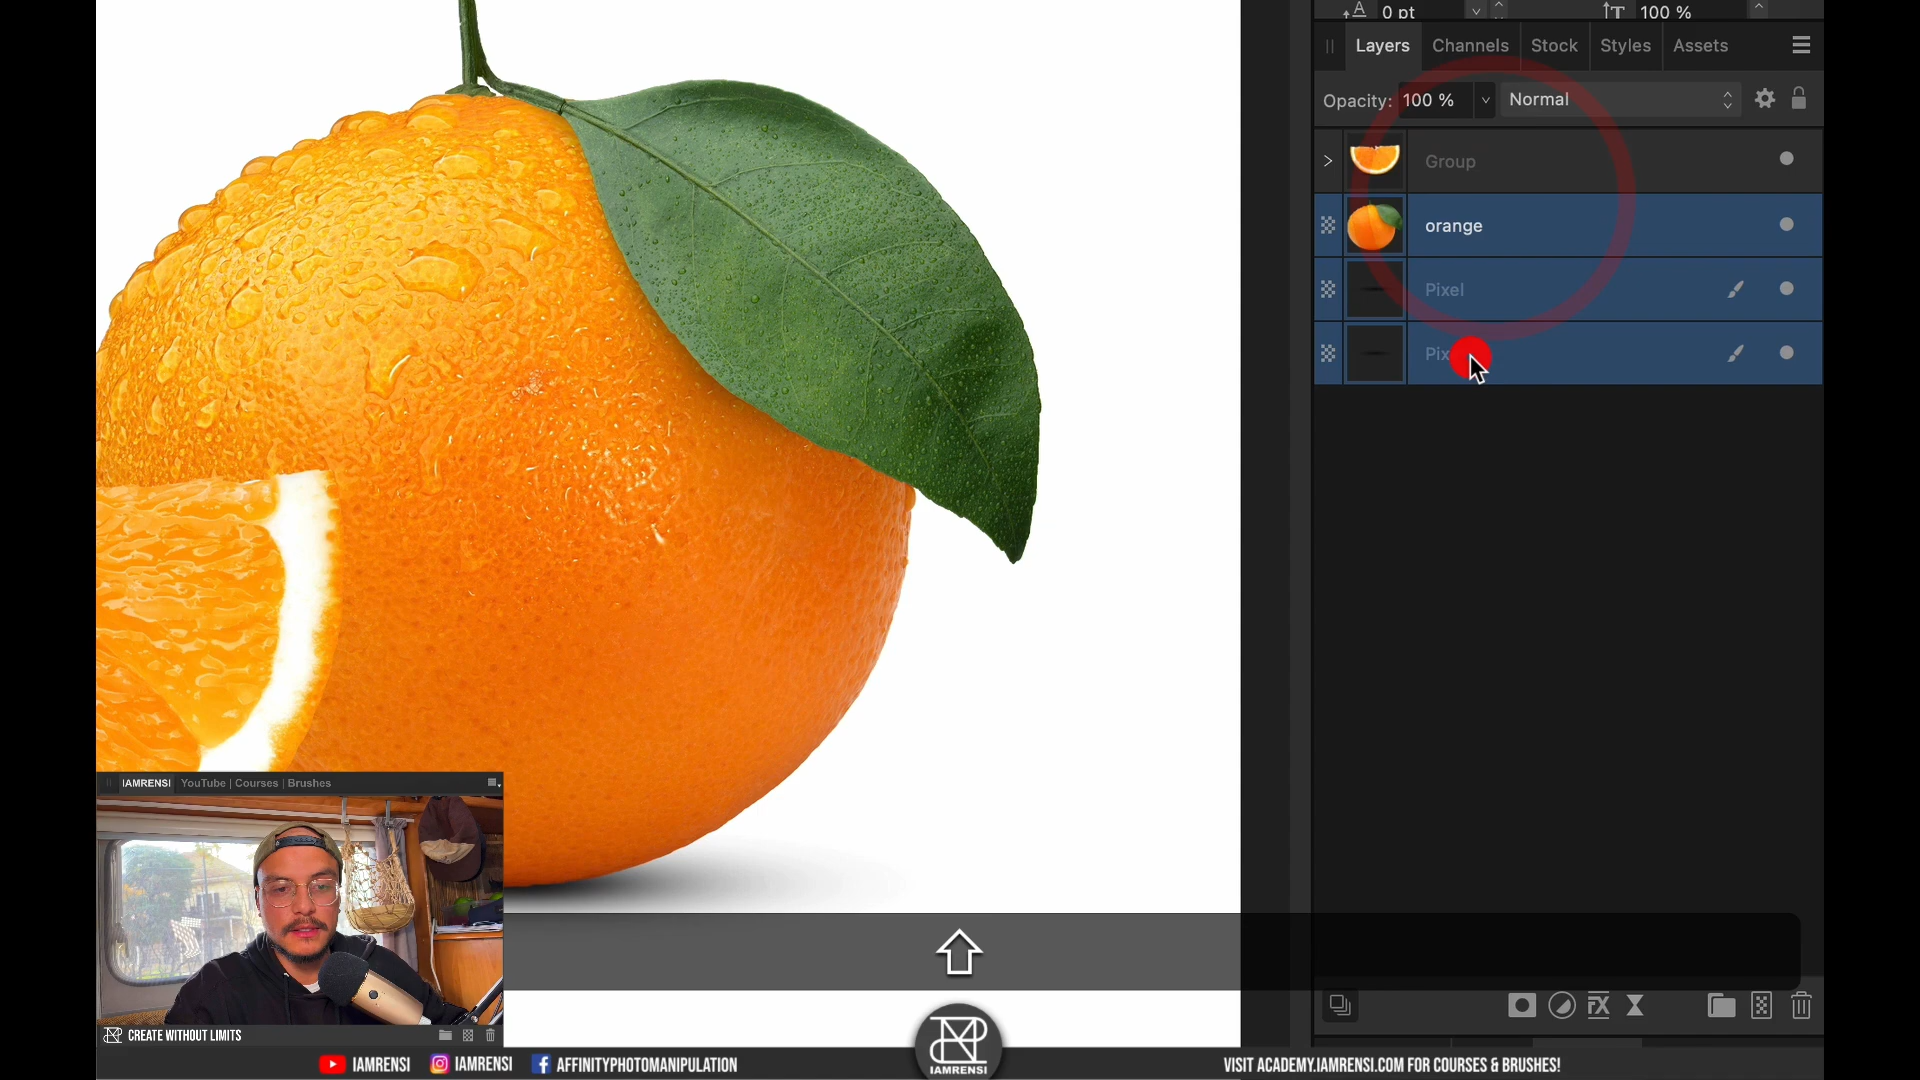 0 pt
100 %
Layers
Channels
Stock
Styles
Assets
Opacity: 100 %
Normal
Group
orange
Pixel
Pix
IAMRENSI
YouTube | Courses | Brushes
CREATE WITHOUT LIMITS
IAMRENSI
IAMRENSI
IAMRENSI
AFFINITYPHOTOMANIPULATION
VISIT ACADEMY.IAMRENSI.COM FOR COURSES & BRUSHES!